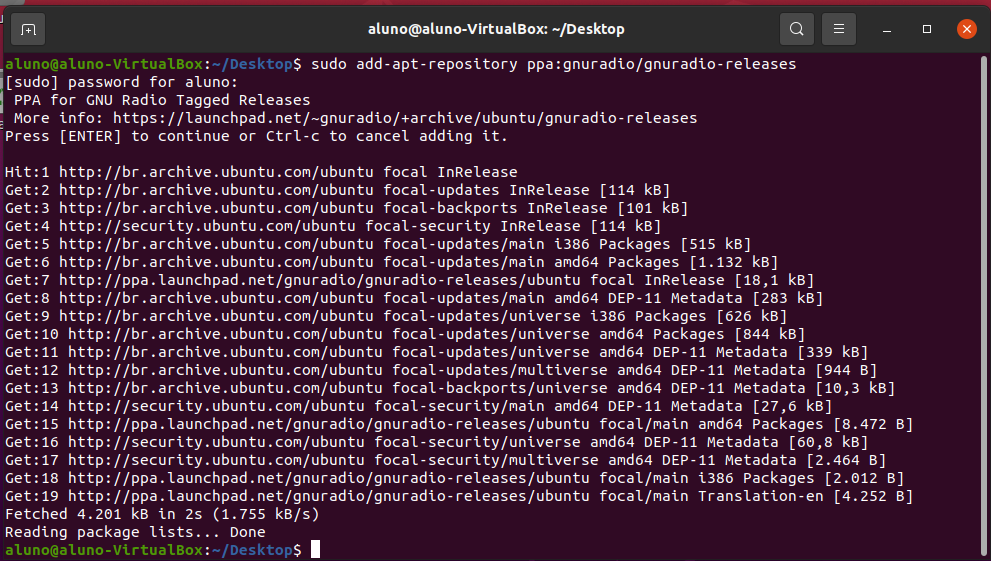 aluno@aluno-VirtualBox: ~/Desktop
aluno@aluno-VirtualBox:~/Desktop$ sudo add-apt-repository ppa:gnuradio/gnuradio-releases
[sudo] password for aluno:
 PPA for GNU Radio Tagged Releases
 More info: https://launchpad.net/~gnuradio/+archive/ubuntu/gnuradio-releases
Press [ENTER] to continue or Ctrl-c to cancel adding it.

Hit:1 http://br.archive.ubuntu.com/ubuntu focal InRelease
Get:2 http://br.archive.ubuntu.com/ubuntu focal-updates InRelease [114 kB]
Get:3 http://br.archive.ubuntu.com/ubuntu focal-backports InRelease [101 kB]
Get:4 http://security.ubuntu.com/ubuntu focal-security InRelease [114 kB]
Get:5 http://br.archive.ubuntu.com/ubuntu focal-updates/main i386 Packages [515 kB]
Get:6 http://br.archive.ubuntu.com/ubuntu focal-updates/main amd64 Packages [1.132 kB]
Get:7 http://ppa.launchpad.net/gnuradio/gnuradio-releases/ubuntu focal InRelease [18,1 kB]
Get:8 http://br.archive.ubuntu.com/ubuntu focal-updates/main amd64 DEP-11 Metadata [283 kB]
Get:9 http://br.archive.ubuntu.com/ubuntu focal-updates/universe i386 Packages [626 kB]
Get:10 http://br.archive.ubuntu.com/ubuntu focal-updates/universe amd64 Packages [844 kB]
Get:11 http://br.archive.ubuntu.com/ubuntu focal-updates/universe amd64 DEP-11 Metadata [339 kB]
Get:12 http://br.archive.ubuntu.com/ubuntu focal-updates/multiverse amd64 DEP-11 Metadata [944 B]
Get:13 http://br.archive.ubuntu.com/ubuntu focal-backports/universe amd64 DEP-11 Metadata [10,3 kB]
Get:14 http://security.ubuntu.com/ubuntu focal-security/main amd64 DEP-11 Metadata [27,6 kB]
Get:15 http://ppa.launchpad.net/gnuradio/gnuradio-releases/ubuntu focal/main amd64 Packages [8.472 B]
Get:16 http://security.ubuntu.com/ubuntu focal-security/universe amd64 DEP-11 Metadata [60,8 kB]
Get:17 http://security.ubuntu.com/ubuntu focal-security/multiverse amd64 DEP-11 Metadata [2.464 B]
Get:18 http://ppa.launchpad.net/gnuradio/gnuradio-releases/ubuntu focal/main i386 Packages [2.012 B]
Get:19 http://ppa.launchpad.net/gnuradio/gnuradio-releases/ubuntu focal/main Translation-en [4.252 B]
Fetched 4.201 kB in 2s (1.755 kB/s)
Reading package lists... Done
aluno@aluno-VirtualBox:~/Desktop$